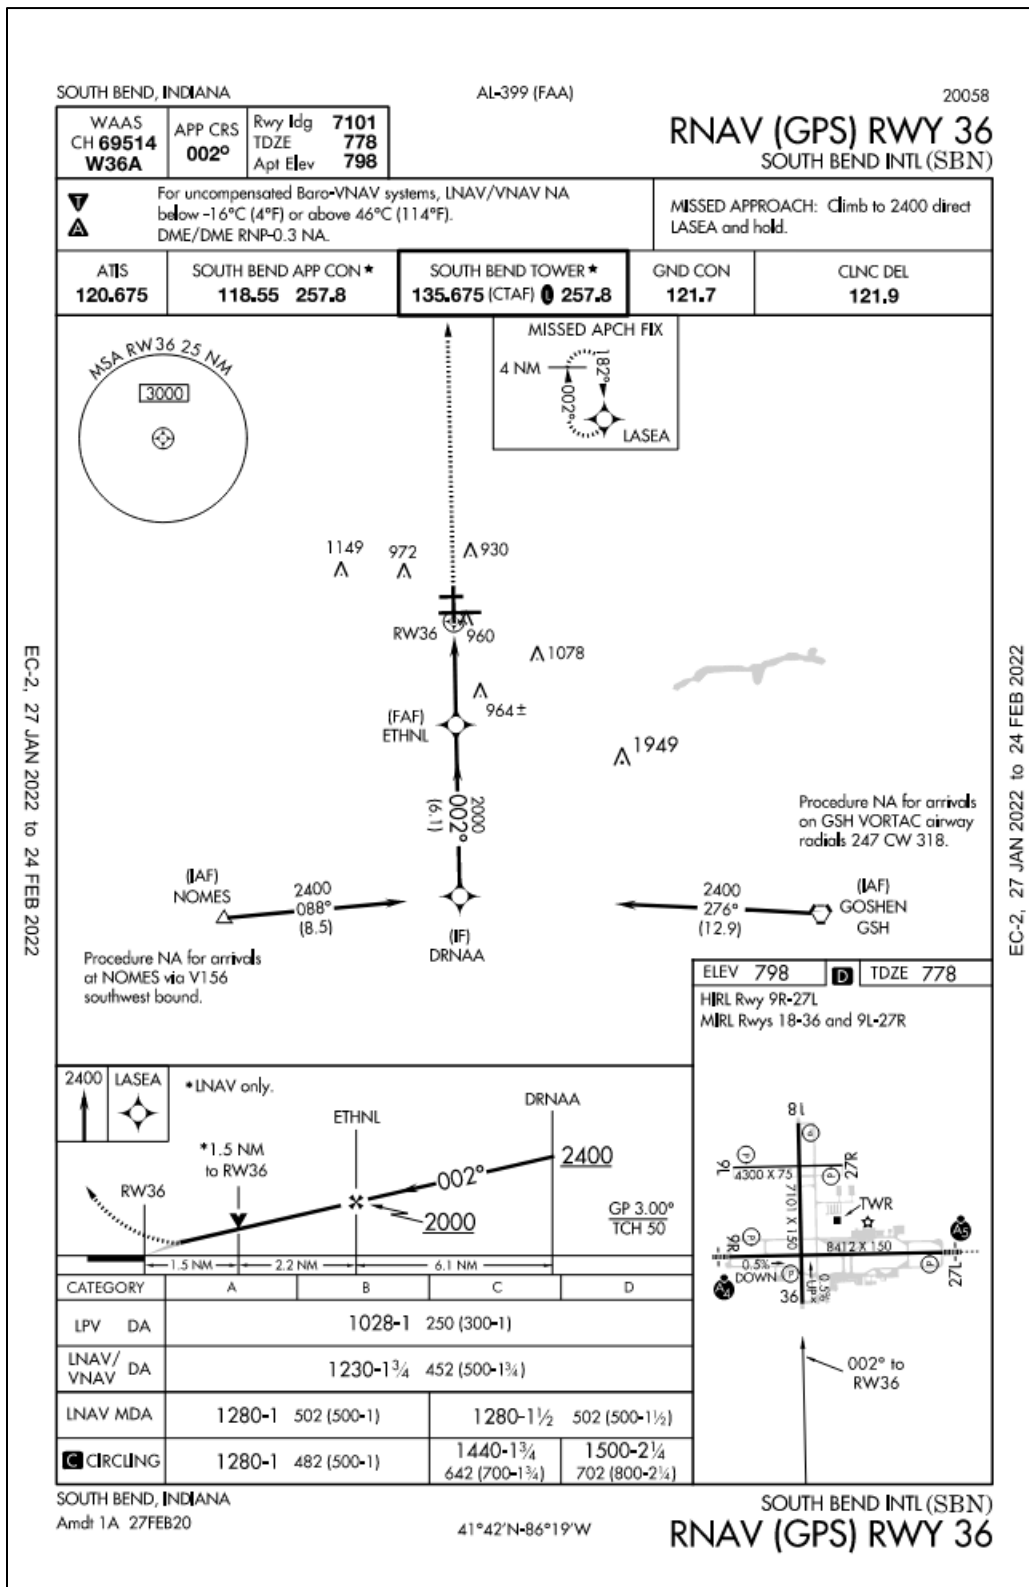 SOUTH BEND, INDIANA
AL-399 (FAA)
20058
WAAS
CH 69514
W36A
APP CRS
002°
Rwy ldg 7101
TDZE 778
Apt Elev 798
RNAV (GPS) RWY 36
SOUTH BEND INTL (SBN)
T
A
For uncompensated Baro-VNAV systems, LNAV/VNAV NA
below -16°C (4°F) or above 46°C (114°F).
DME/DME RNP-0.3 NA.
MISSED APPROACH: Climb to 2400 direct
LASEA and hold.
ATIS
120.675
SOUTH BEND APP CON★
118.55 257.8
SOUTH BEND TOWER★
135.675 (CTAF) L 257.8
GND CON
121.7
CLNC DEL
121.9
MSA RW36 25 NM
3000
MISSED APCH FIX
4 NM
182°
002°
LASEA
1149
972
930
RW36
960
1078
964±
(FAF)
ETHNL
1949
2000
002°
(6.1)
Procedure NA for arrivals
on GSH VORTAC airway
radials 247 CW 318.
(IAF)
NOMES
2400
088°
(8.5)
(IF)
DRNAA
2400
276°
(12.9)
(IAF)
GOSHEN
GSH
Procedure NA for arrivals
at NOMES via V156
southwest bound.
EC-2, 27 JAN 2022 to 24 FEB 2022
EC-2, 27 JAN 2022 to 24 FEB 2022
ELEV 798
D
TDZE 778
HIRL Rwy 9R-27L
MIRL Rwys 18-36 and 9L-27R
18
P
9L
P
27R
4300 X 75
P
7101 X 150
TWR
9R
P
8412 X 150
A5
27L
P
0.5%
DOWN
P
0.5%
UP
A4
36
002° to
RW36
2400
LASEA
*LNAV only.
ETHNL
DRNAA
*1.5 NM
to RW36
RW36
002°
2400
2000
GP 3.00°
TCH 50
1.5 NM
2.2 NM
6.1 NM
CATEGORY A B C D
LPV DA 1028-1 250 (300-1)
LNAV/
VNAV DA 1230-1¾ 452 (500-1¾)
LNAV MDA 1280-1 502 (500-1) 1280-1½ 502 (500-1½)
C CIRCLING 1280-1 482 (500-1) 1440-1¾ 642 (700-1¾) 1500-2¼ 702 (800-2¼)
SOUTH BEND, INDIANA
Amdt 1A 27FEB20
41°42'N-86°19'W
SOUTH BEND INTL (SBN)
RNAV (GPS) RWY 36